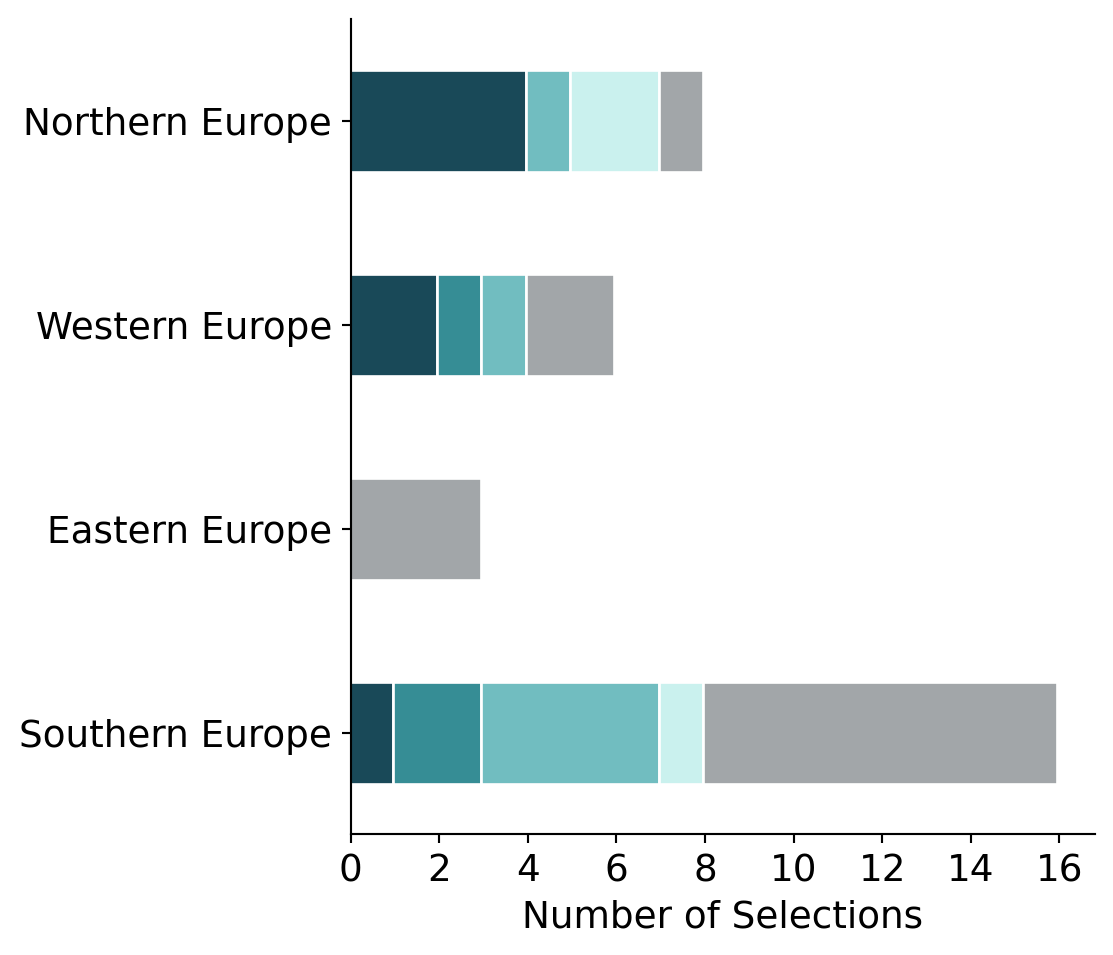 Northern Europe
Western Europe
Eastern Europe
Southern Europe
0 2 4 6 8 10 12 14 16
Number of Selections